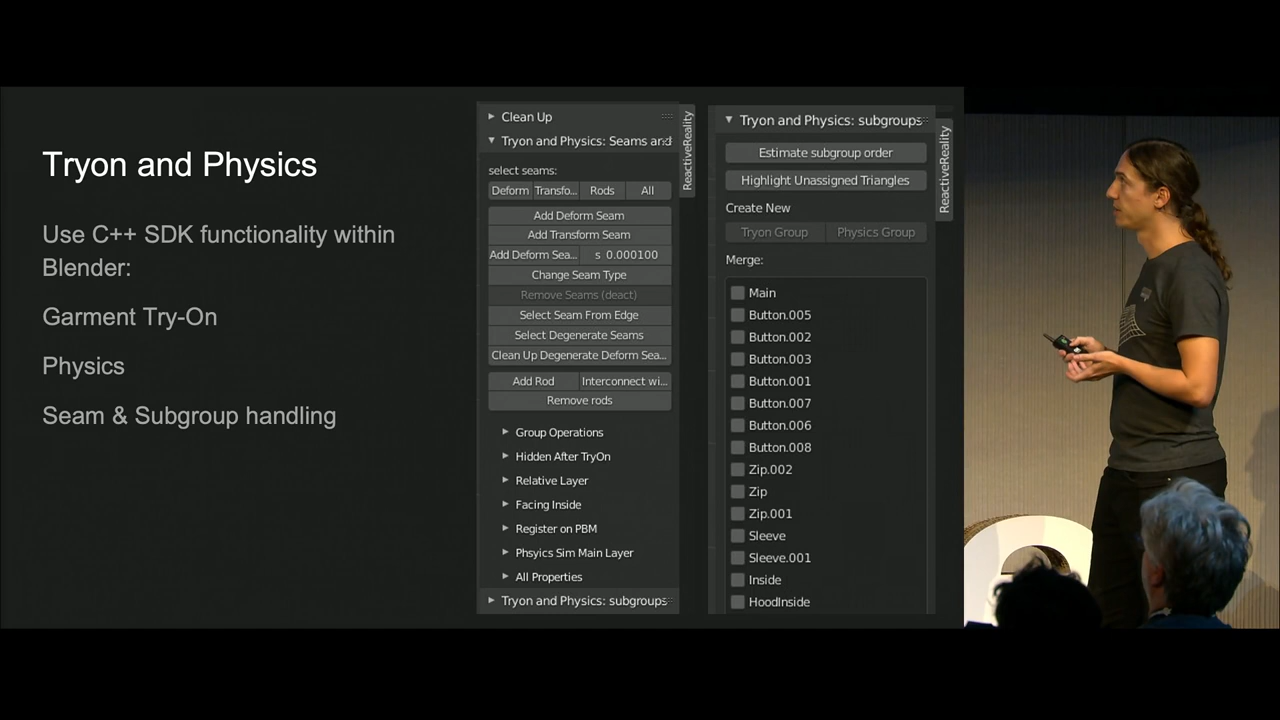 Tryon and Physics
Use C++ SDK functionality within
Blender:
Garment Try-On
Physics
Seam & Subgroup handling
Clean Up
Tryon and Physics: Seams and
select seams:
Deform Transfo... Rods All
Add Deform Seam
Add Transform Seam
Add Deform Sea... s 0.000100
Change Seam Type
Remove Seams (deact)
Select Seam From Edge
Select Degenerate Seams
Clean Up Degenerate Deform Sea...
Add Rod Interconnect wi...
Remove rods
Group Operations
Hidden After TryOn
Relative Layer
Facing Inside
Register on PBM
Phsyics Sim Main Layer
All Properties
Tryon and Physics: subgroups
ReactiveReality
Tryon and Physics: subgroups
Estimate subgroup order
Highlight Unassigned Triangles
Create New
Tryon Group Physics Group
Merge:
Main
Button.005
Button.002
Button.003
Button.001
Button.007
Button.006
Button.008
Zip.002
Zip
Zip.001
Sleeve
Sleeve.001
Inside
HoodInside
ReactiveReality